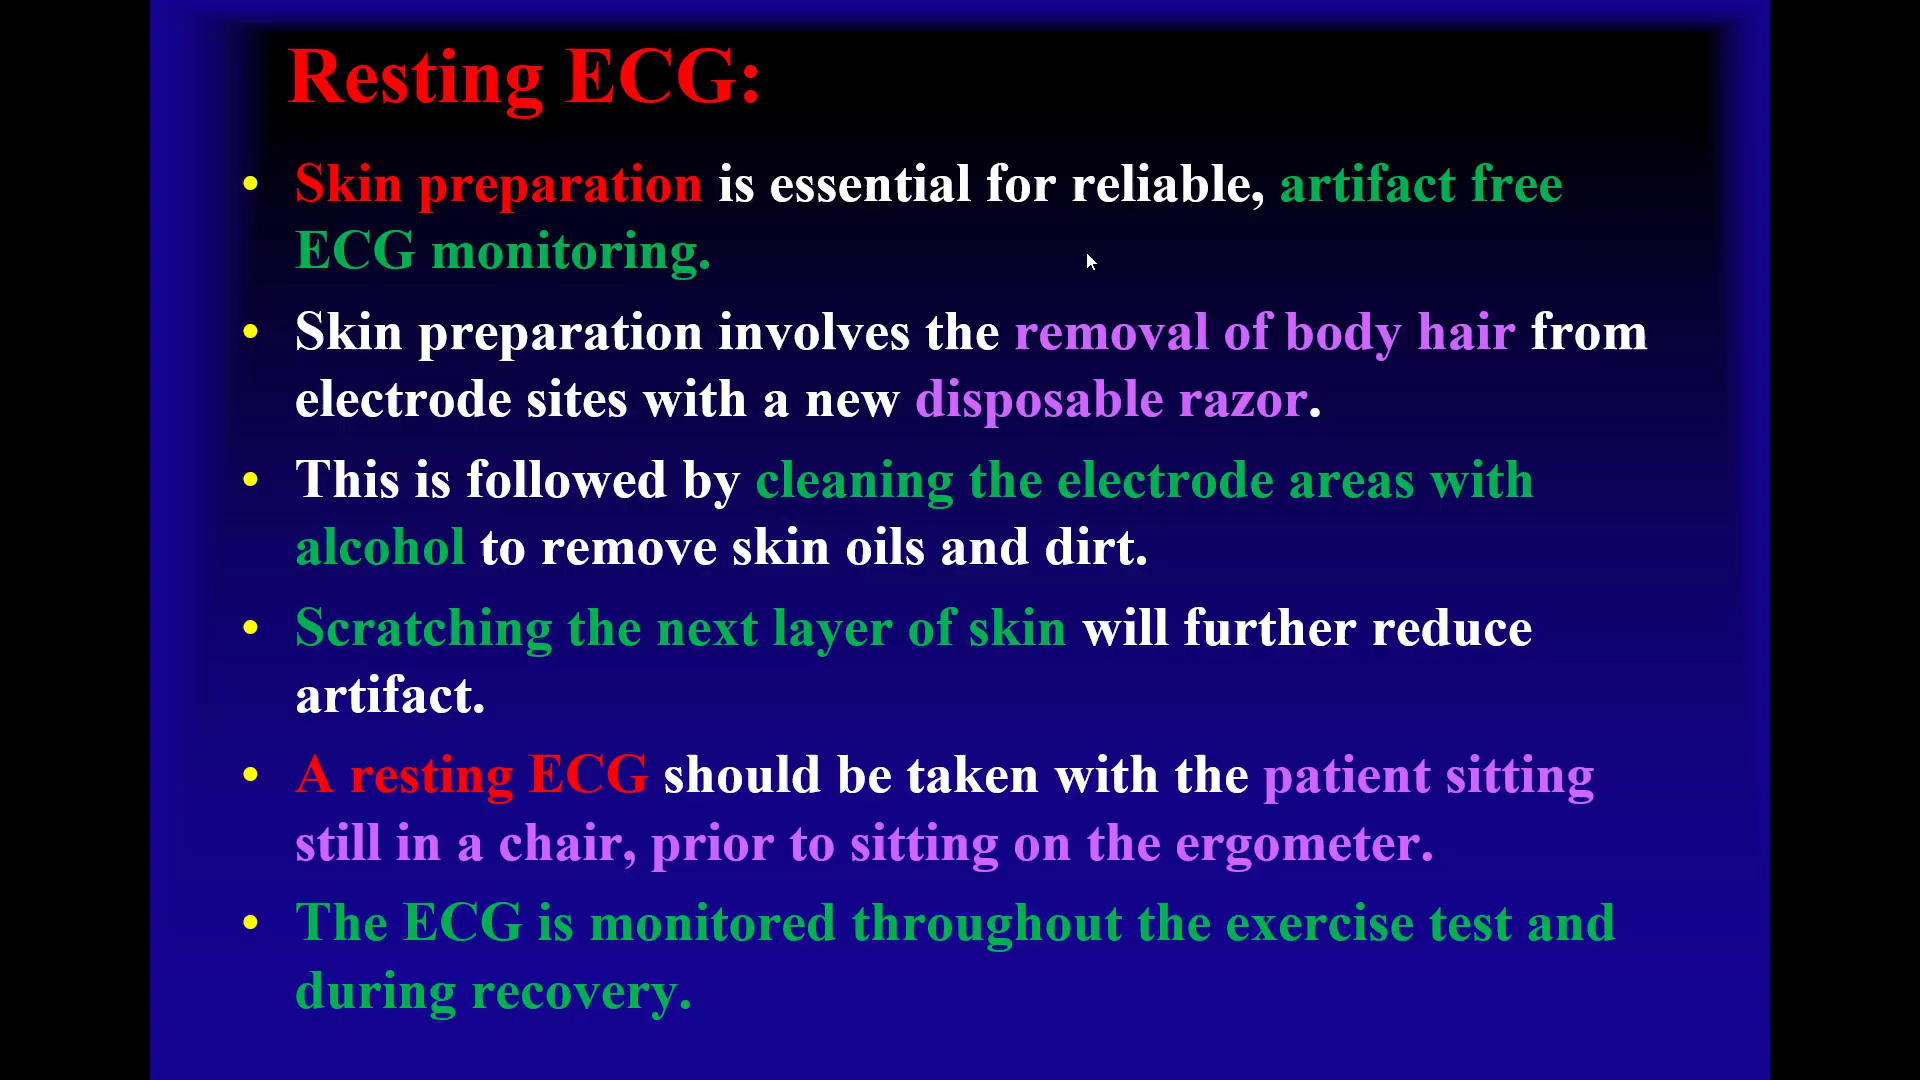 Resting ECG:
• Skin preparation is essential for reliable, artifact free
ECG monitoring.
• Skin preparation involves the removal of body hair from
electrode sites with a new disposable razor.
• This is followed by cleaning the electrode areas with
alcohol to remove skin oils and dirt.
• Scratching the next layer of skin will further reduce
artifact.
• A resting ECG should be taken with the patient sitting
still in a chair, prior to sitting on the ergometer.
• The ECG is monitored throughout the exercise test and
during recovery.